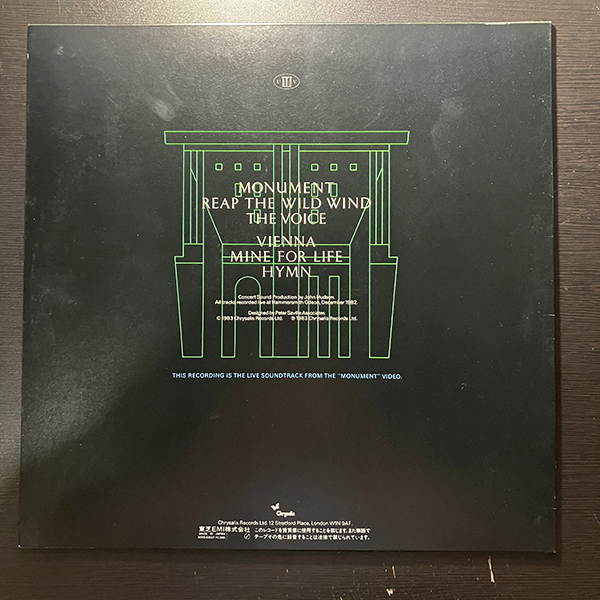 MONUMENT
REAP THE WILD WIND
THE VOICE
VIENNA
MINE FOR LIFE
HYMN
Concert Sound Production by John Hudson.
All tracks recorded live at Hammersmith Odeon, December 1982.
Designed by Peter Saville Associates
© 1983 Chrysalis Records Ltd. ℗ 1983 Chrysalis Records Ltd.
THIS RECORDING IS THE LIVE SOUNDTRACK FROM THE "MONUMENT" VIDEO.
Chrysalis
Chrysalis Records Ltd. 12 Stratford Place, London W1N 9AF.
東芝EMI株式会社 このレコードを賃貸業に使用することを禁じます。また無断で
MADE IN JAPAN テープその他に録音することは法律で禁じられています。